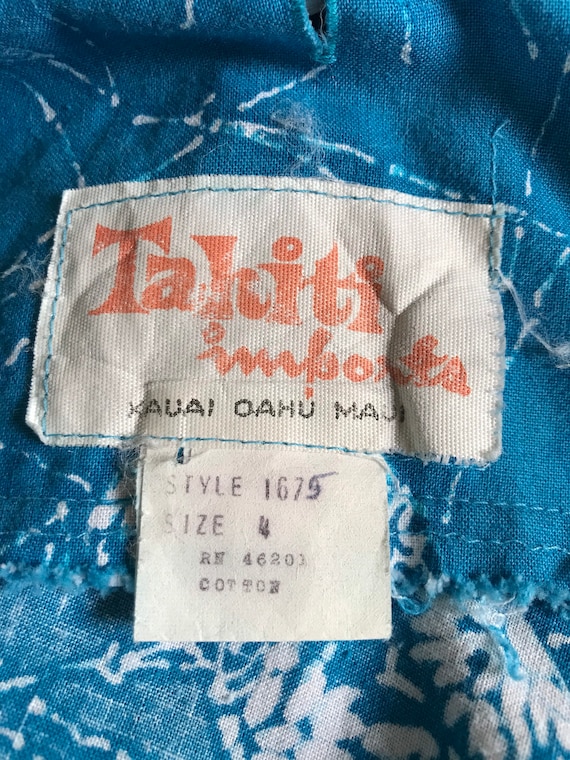 Tahiti
imports
KAUAI OAHU MAUI
STYLE 1675
SIZE 4
RN 46201
COTTON